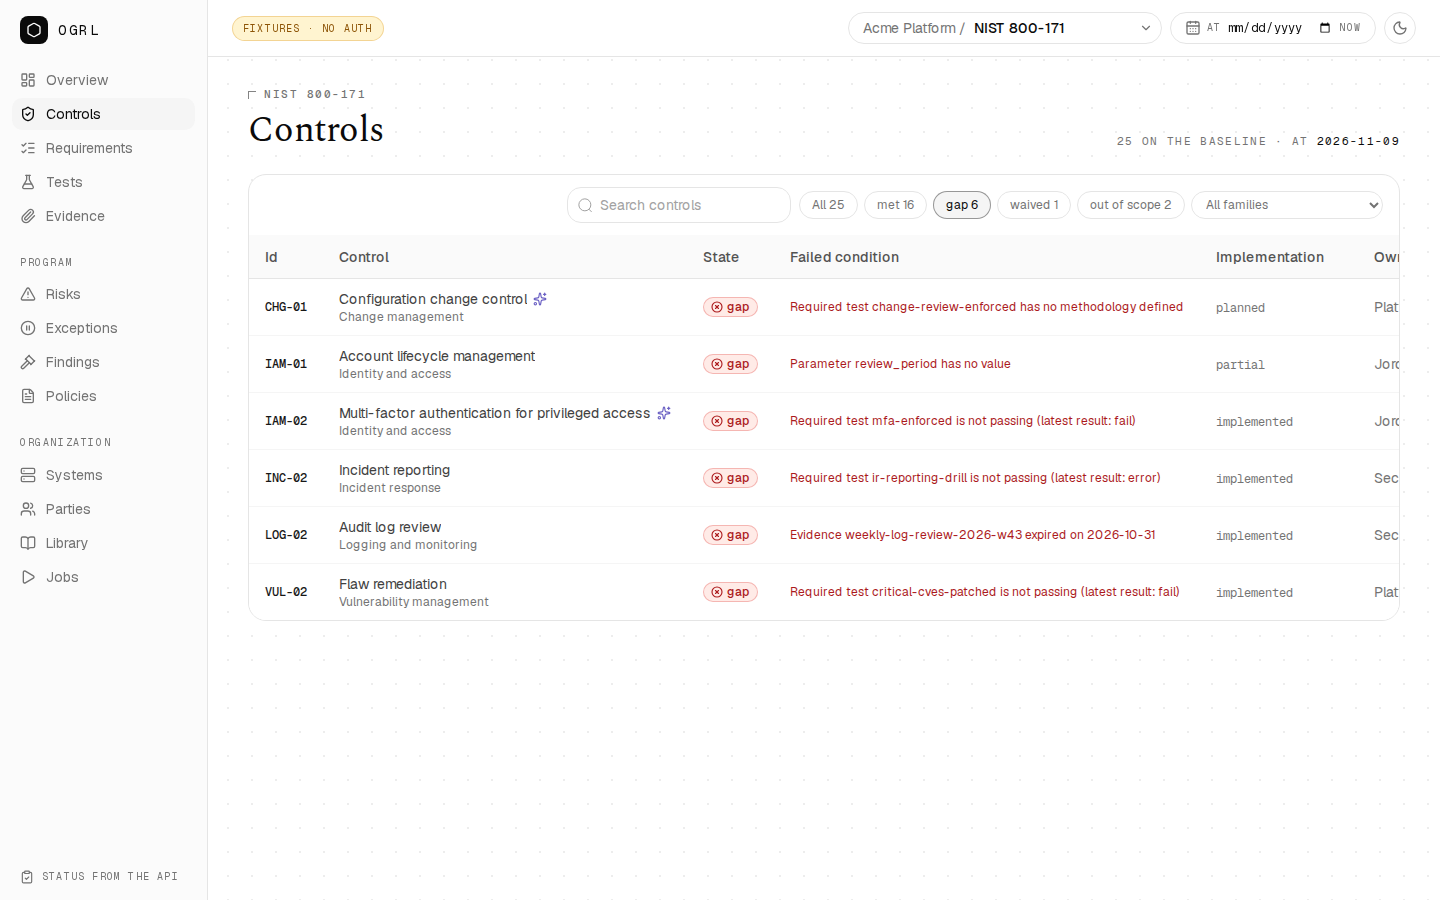 OGRL
FIXTURES · NO AUTH
Acme Platform / NIST 800-171
AT mm/dd/yyyy NOW
Overview
Controls
Requirements
Tests
Evidence
PROGRAM
Risks
Exceptions
Findings
Policies
ORGANIZATION
Systems
Parties
Library
Jobs
STATUS FROM THE API
NIST 800-171
Controls
25 ON THE BASELINE · AT 2026-11-09
Search controls
All 25
met 16
gap 6
waived 1
out of scope 2
All families
Id Control State Failed condition Implementation
CHG-01 Configuration change control gap Required test change-review-enforced has no methodology defined planned Plat
Change management
IAM-01 Account lifecycle management gap Parameter review_period has no value partial
Identity and access
IAM-02 Multi-factor authentication for privileged access gap Required test mfa-enforced is not passing (latest result: fail) implemented
Identity and access
INC-02 Incident reporting gap Required test ir-reporting-drill is not passing (latest result: error) implemented Sec
Incident response
LOG-02 Audit log review gap Evidence weekly-log-review-2026-w43 expired on 2026-10-31 implemented Sec
Logging and monitoring
VUL-02 Flaw remediation gap Required test critical-cves-patched is not passing (latest result: fail) implemented Plat
Vulnerability management